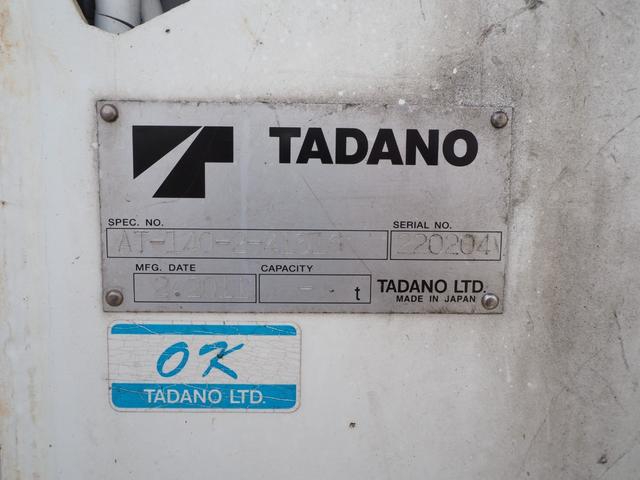 TADANO
SPEC. NO.
SERIAL NO.
220204
MFG. DATE
CAPACITY
- t
TADANO LTD.
MADE IN JAPAN
OK
TADANO LTD.